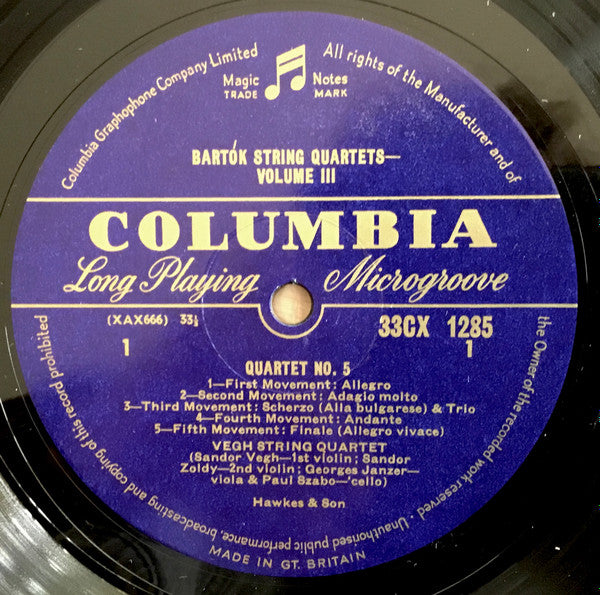 Columbia Graphophone Company Limited
All rights of the Manufacturer and of
the Owner of the recorded work reserved.
Unauthorised public performance, broadcasting and copying of this record prohibited
Magic Notes
TRADE MARK
BARTÓK STRING QUARTETS—
VOLUME III
COLUMBIA
Long Playing Microgroove
(XAX666) 33⅓
33CX 1285
1
1
QUARTET NO. 5
1—First Movement: Allegro
2—Second Movement: Adagio molto
3—Third Movement: Scherzo (Alla bulgarese) & Trio
4—Fourth Movement: Andante
5—Fifth Movement: Finale (Allegro vivace)
VEGH STRING QUARTET
(Sandor Vegh—1st violin; Sandor
Zoldy—2nd violin; Georges Janzer—
viola & Paul Szabo—'cello)
Hawkes & Son
MADE IN GT. BRITAIN